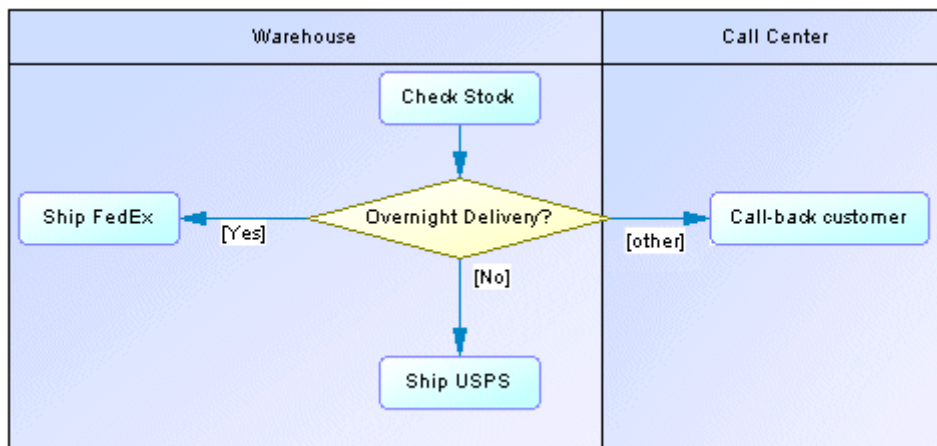 Warehouse
Call Center
Check Stock
Ship FedEx
Overnight Delivery?
Call-back customer
[Yes]
[other]
[No]
Ship USPS